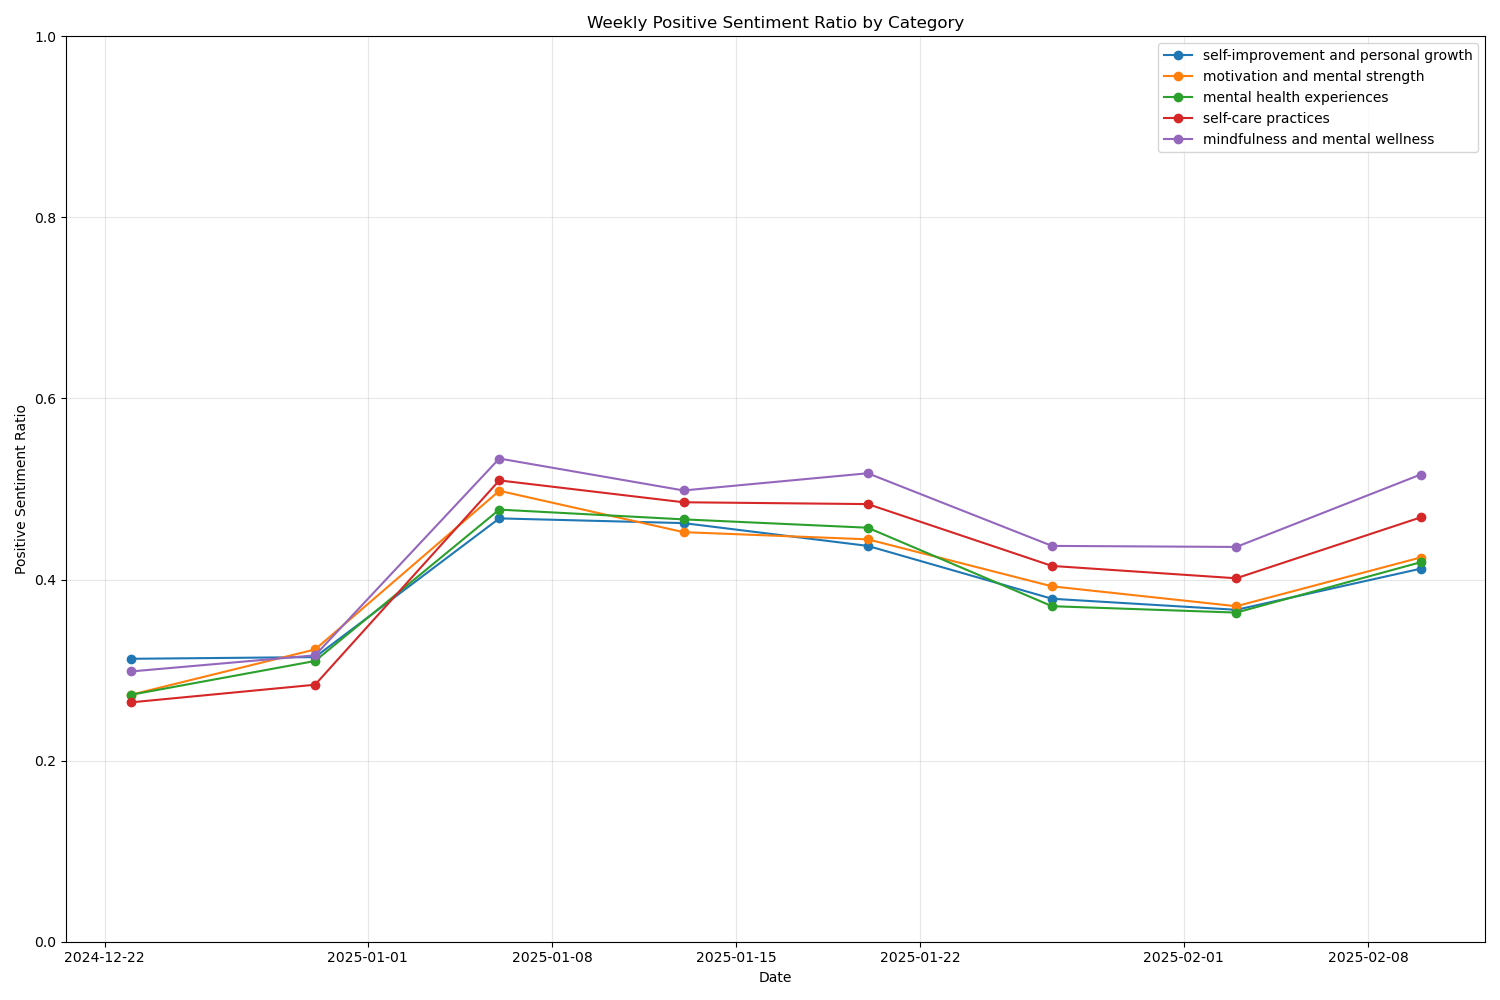 Weekly Positive Sentiment Ratio by Category
1.0
0.8
0.6
0.4
0.2
0.0
Positive Sentiment Ratio
self-improvement and personal growth
motivation and mental strength
mental health experiences
self-care practices
mindfulness and mental wellness
2024-12-22 2025-01-01 2025-01-08 2025-01-15 2025-01-22 2025-02-01 2025-02-08
Date